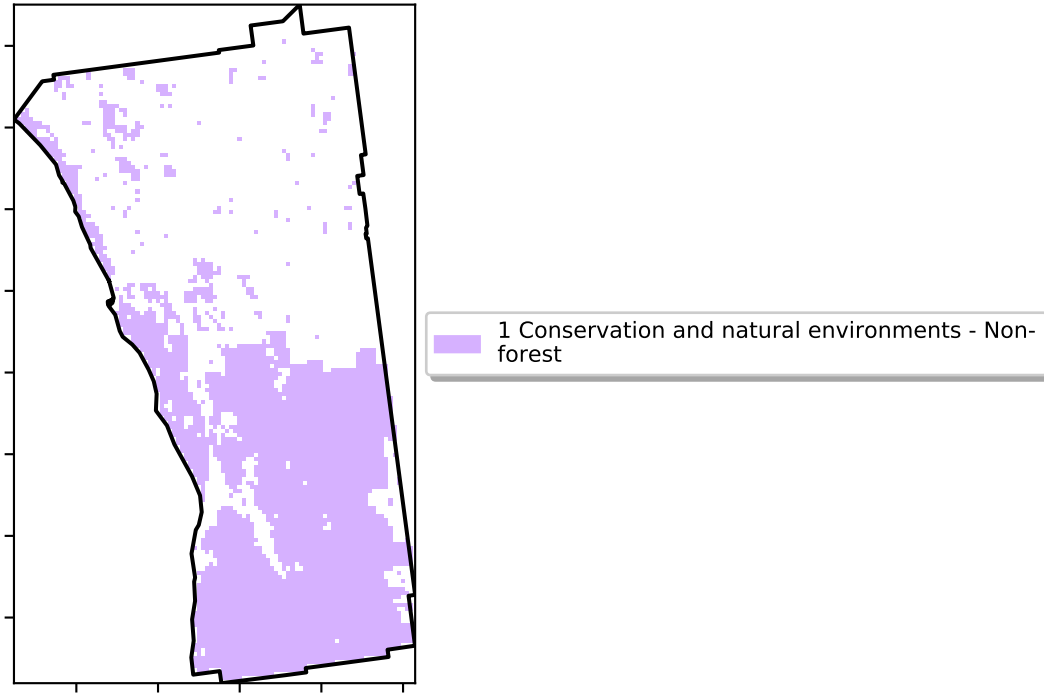 1 Conservation and natural environments - Non-
forest